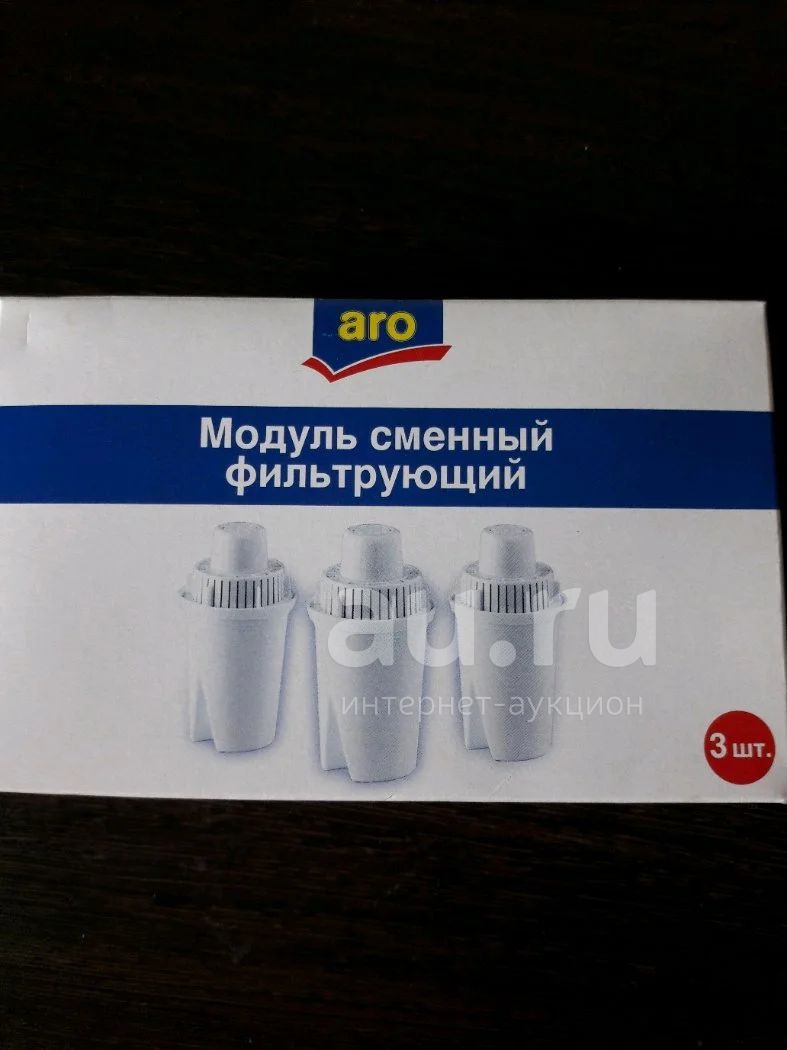 aro
Модуль сменный
фильтрующий
au.ru
интернет-аукцион
3 шт.